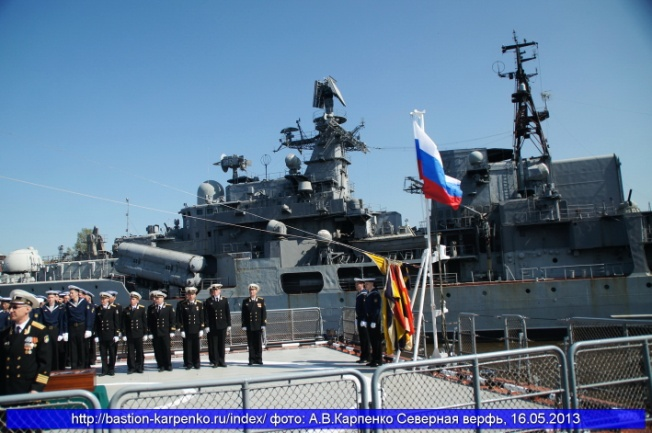 http://bastion-karpenko.ru/index/ фото: А.В.Карпенко Северная верфь, 16.05.2013